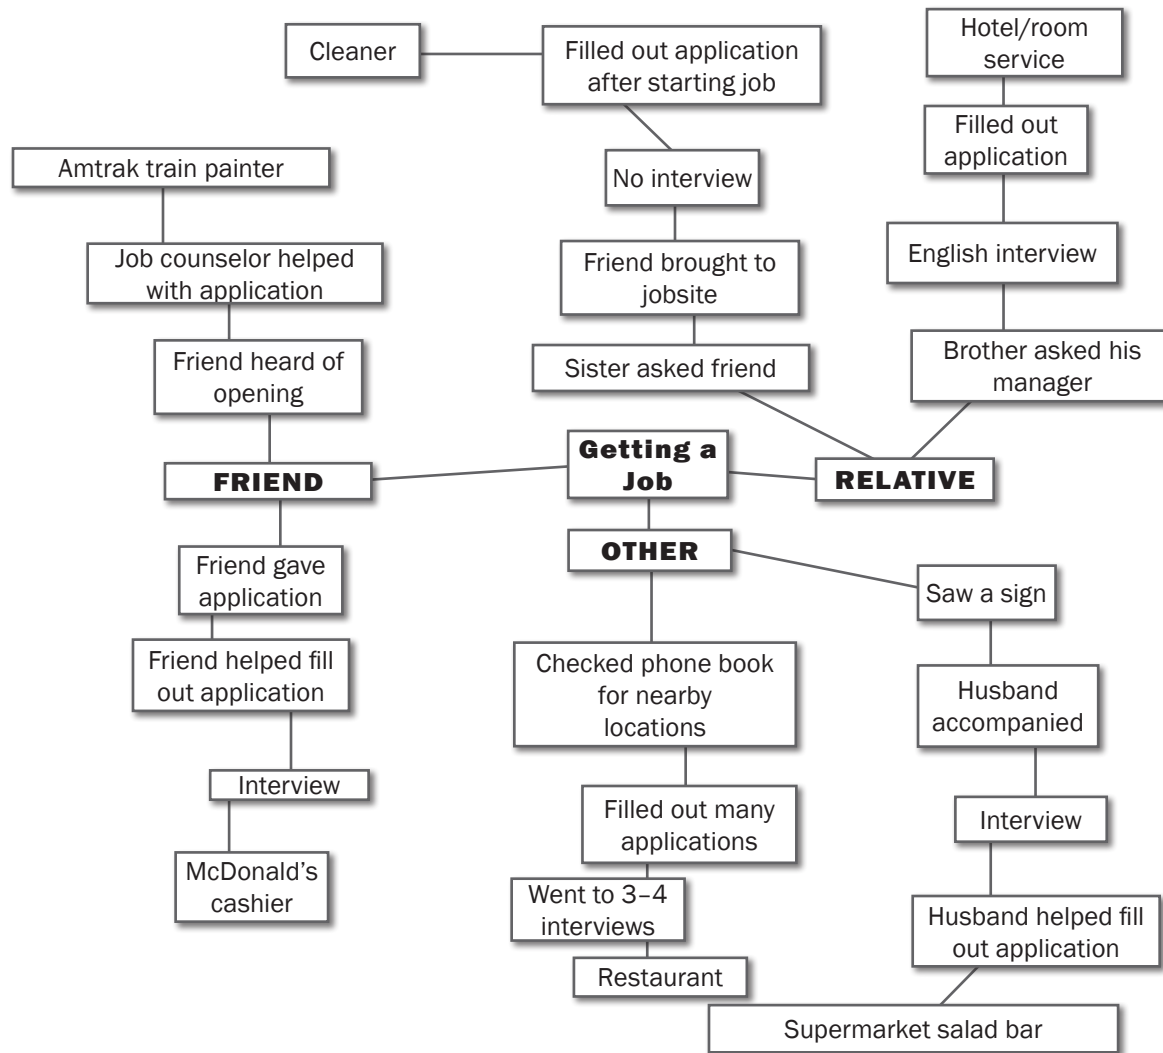 Cleaner
Filled out application
after starting job
Hotel/room
service
Filled out
application
Amtrak train painter
No interview
Job counselor helped
with application
Friend brought to
jobsite
English interview
Friend heard of
opening
Sister asked friend
Brother asked his
manager
Getting a
Job
FRIEND
RELATIVE
OTHER
Friend gave
application
Saw a sign
Friend helped fill
out application
Checked phone book
for nearby
locations
Husband
accompanied
Interview
Filled out many
applications
Interview
McDonald’s
cashier
Went to 3–4
interviews
Husband helped fill
out application
Restaurant
Supermarket salad bar